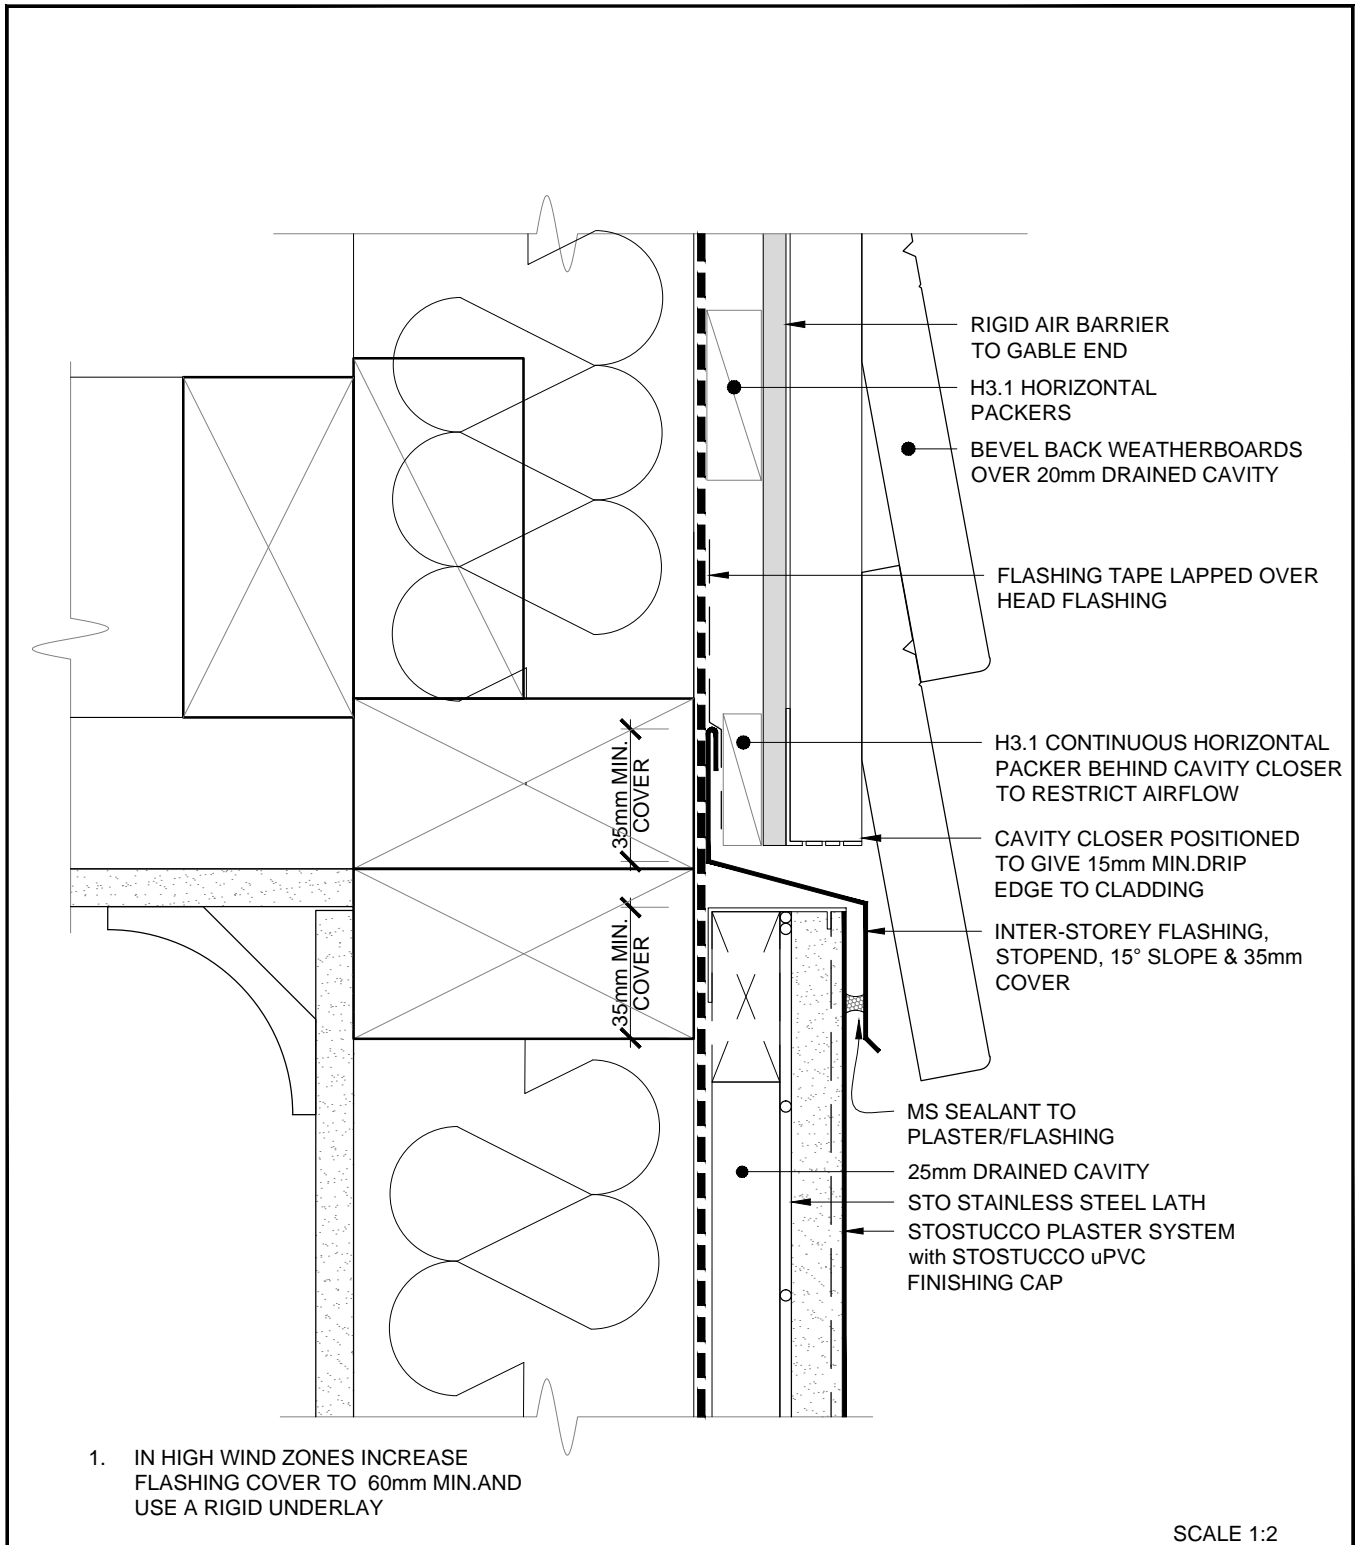 RIGID AIR BARRIER
TO GABLE END
H3.1 HORIZONTAL
PACKERS
BEVEL BACK WEATHERBOARDS
OVER 20mm DRAINED CAVITY
FLASHING TAPE LAPPED OVER
HEAD FLASHING
35mm MIN.
COVER
H3.1 CONTINUOUS HORIZONTAL
PACKER BEHIND CAVITY CLOSER
TO RESTRICT AIRFLOW
CAVITY CLOSER POSITIONED
TO GIVE 15mm MIN.DRIP
EDGE TO CLADDING
35mm MIN.
COVER
INTER-STOREY FLASHING,
STOPEND, 15° SLOPE & 35mm
COVER
MS SEALANT TO
PLASTER/FLASHING
25mm DRAINED CAVITY
STO STAINLESS STEEL LATH
STOSTUCCO PLASTER SYSTEM
with STOSTUCCO uPVC
FINISHING CAP
1. IN HIGH WIND ZONES INCREASE
FLASHING COVER TO 60mm MIN.AND
USE A RIGID UNDERLAY
SCALE 1:2